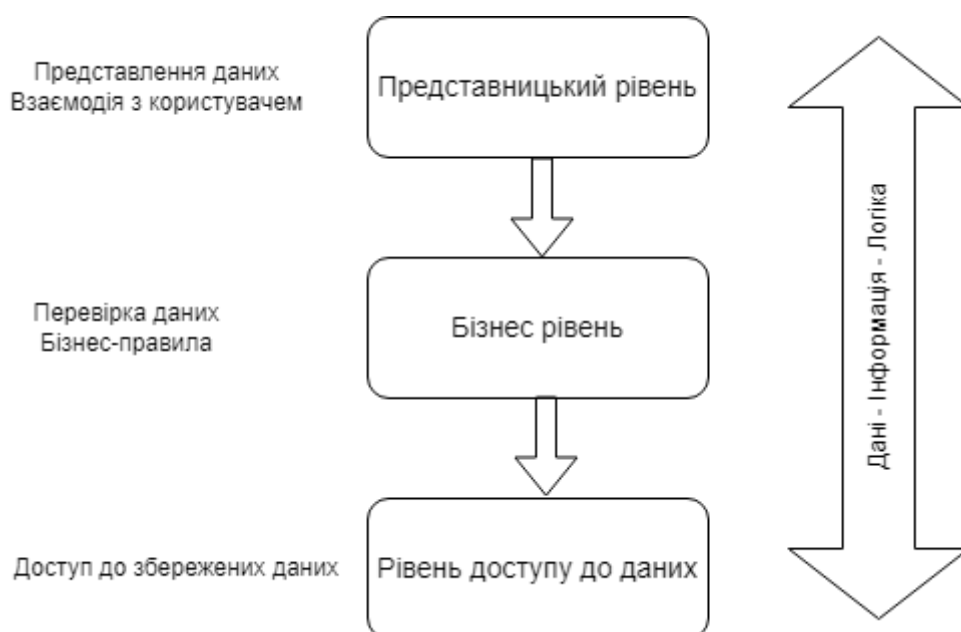 Представлення даних
Взаємодія з користувачем
Представницький рівень
Перевірка даних
Бізнес-правила
Бізнес рівень
Доступ до збережених даних
Рівень доступу до даних
Дані - Інформація - Логіка